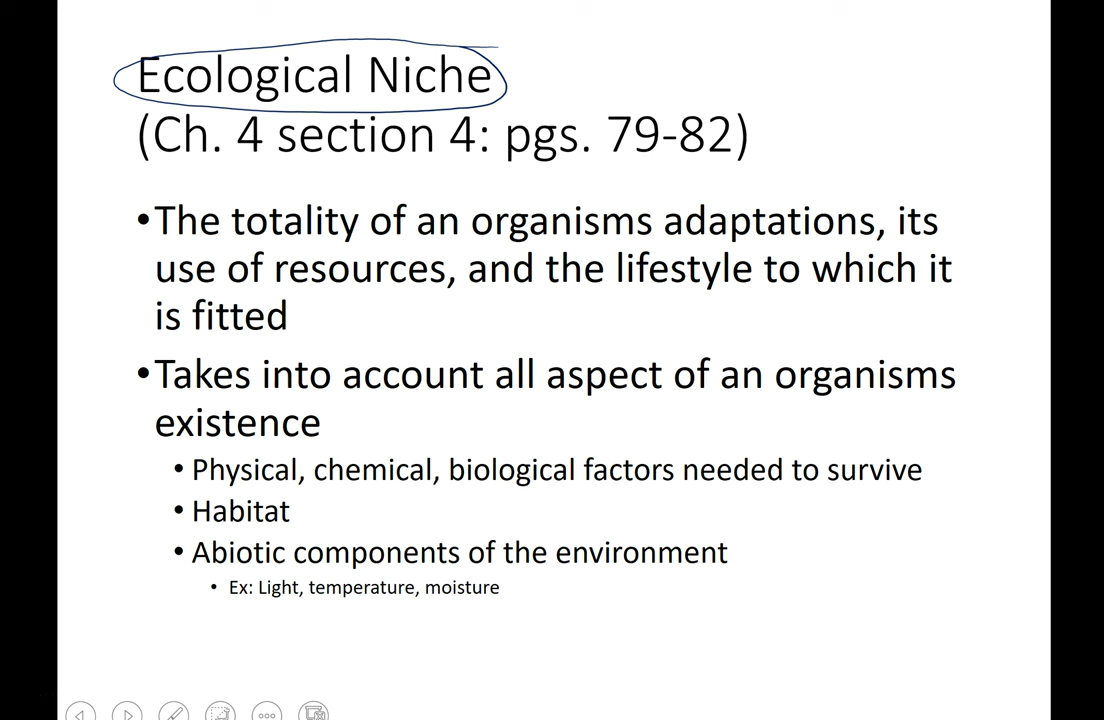 Ecological Niche
(Ch. 4 section 4: pgs. 79-82)
•The totality of an organisms adaptations, its
use of resources, and the lifestyle to which it
is fitted
•Takes into account all aspect of an organisms
existence
• Physical, chemical, biological factors needed to survive
• Habitat
• Abiotic components of the environment
• Ex: Light, temperature, moisture